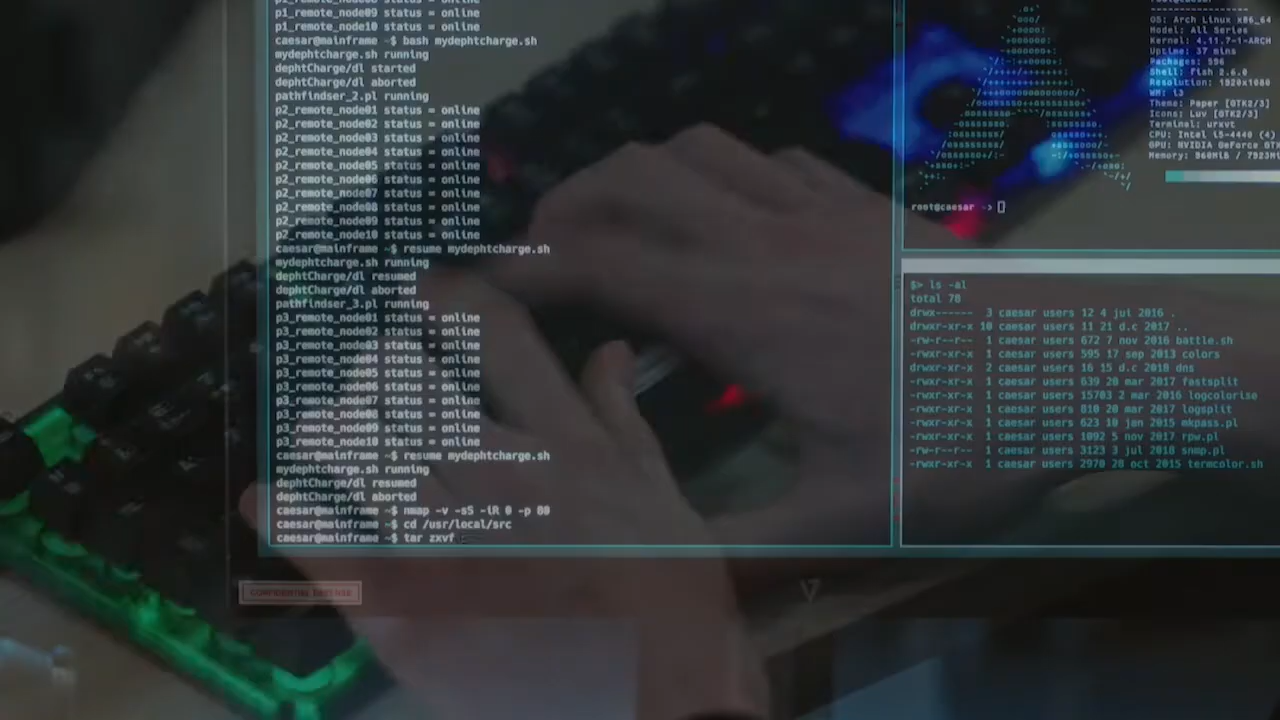 p1_remote_node09 status = online
p1_remote_node10 status = online
caesar@mainframe ~$ bash mydephtcharge.sh
mydephtcharge.sh running
dephtCharge/dl started
dephtCharge/dl aborted
pathfindser_2.pl running
p2_remote_node01 status = online
p2_remote_node02 status = online
p2_remote_node03 status = online
p2_remote_node04 status = online
p2_remote_node05 status = online
p2_remote_node06 status = online
p2_remote_node07 status = online
p2_remote_node08 status = online
p2_remote_node09 status = online
p2_remote_node10 status = online
caesar@mainframe ~$ resume mydephtcharge.sh
mydephtcharge.sh running
dephtCharge/dl resumed
dephtCharge/dl aborted
pathfindser_3.pl running
p3_remote_node01 status = online
p3_remote_node02 status = online
p3_remote_node03 status = online
p3_remote_node04 status = online
p3_remote_node05 status = online
p3_remote_node06 status = online
p3_remote_node07 status = online
p3_remote_node08 status = online
p3_remote_node09 status = online
p3_remote_node10 status = online
caesar@mainframe ~$ resume mydephtcharge.sh
mydephtcharge.sh running
dephtCharge/dl resumed
dephtCharge/dl aborted
caesar@mainframe ~$ nmap -v -sS -iR 0 -p 80
caesar@mainframe ~$ cd /usr/local/src
caesar@mainframe ~$ tar zxvf
OS: Arch Linux x86_64
Model: All Series
Kernel: 4.11.7-1-ARCH
Uptime: 37 mins
Packages: 596
Shell: fish 2.6.0
Resolution: 1920x1080
WM: i3
Theme: Paper [GTK2/3]
Icons: Luv [GTK2/3]
Terminal: urxvt
CPU: Intel i5-4440 (4)
GPU: NVIDIA GeForce GTX
Memory: 960MiB / 7923M
root@caesar ~>
$> ls -al
total 78
drwx------ 3 caesar users 12 4 jul 2016 .
drwxr-xr-x 10 caesar users 11 21 d.c 2017 ..
-rw-r--r-- 1 caesar users 672 7 nov 2016 battle.sh
-rwxr-xr-x 1 caesar users 595 17 sep 2013 colors
drwxr-xr-x 2 caesar users 16 15 d.c 2018 dns
-rwxr-xr-x 1 caesar users 639 20 mar 2017 fastsplit
-rwxr-xr-x 1 caesar users 15703 2 mar 2016 logcolorise
-rwxr-xr-x 1 caesar users 810 20 mar 2017 logsplit
-rwxr-xr-x 1 caesar users 623 10 jan 2015 mkpass.pl
-rwxr-xr-x 1 caesar users 1092 5 nov 2017 rpw.pl
-rw-r--r-- 1 caesar users 3123 3 jul 2018 snmp.pl
-rwxr-xr-x 1 caesar users 2970 28 oct 2015 termcolor.sh
CONFIDENTIAL DEFENSE